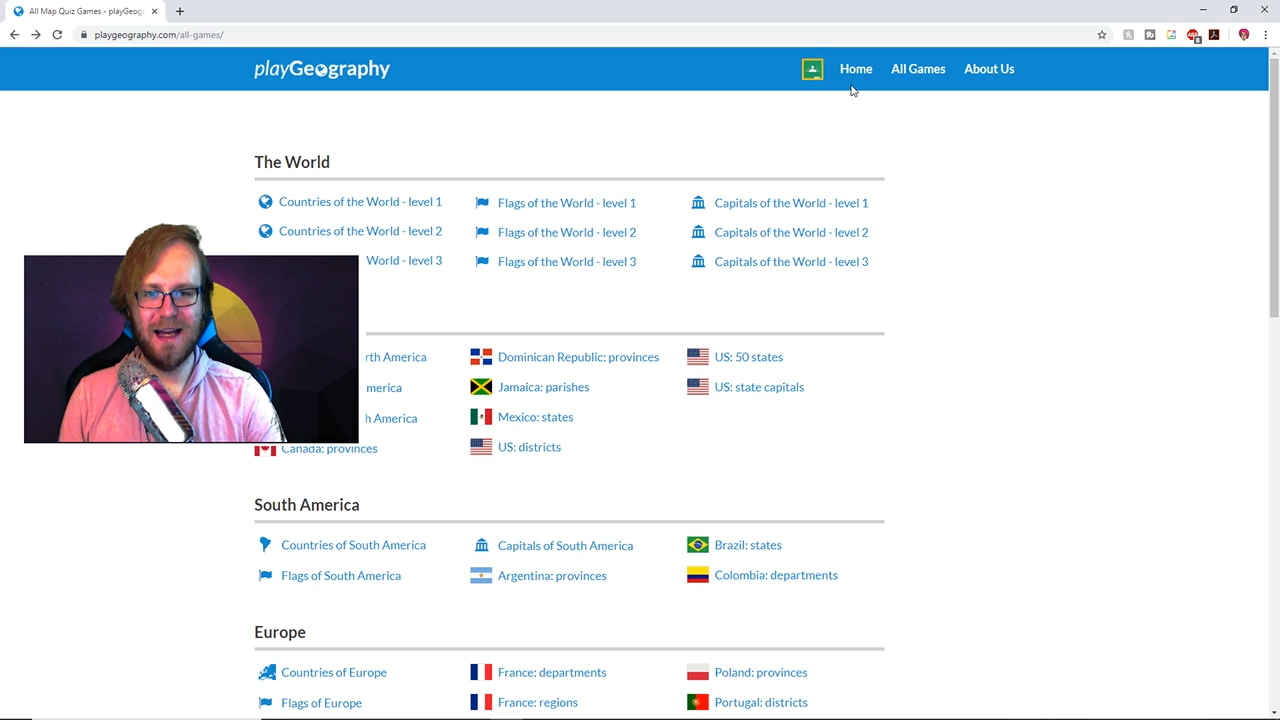 All Map Quiz Games - playGeog
playgeography.com/all-games/
playGeography
Home
All Games
About Us
The World
Countries of the World - level 1
Flags of the World - level 1
Capitals of the World - level 1
Countries of the World - level 2
Flags of the World - level 2
Capitals of the World - level 2
World - level 3
Flags of the World - level 3
Capitals of the World - level 3
rth America
Dominican Republic: provinces
US: 50 states
merica
Jamaica: parishes
US: state capitals
h America
Mexico: states
Canada: provinces
US: districts
South America
Countries of South America
Capitals of South America
Brazil: states
Flags of South America
Argentina: provinces
Colombia: departments
Europe
Countries of Europe
France: departments
Poland: provinces
Flags of Europe
France: regions
Portugal: districts